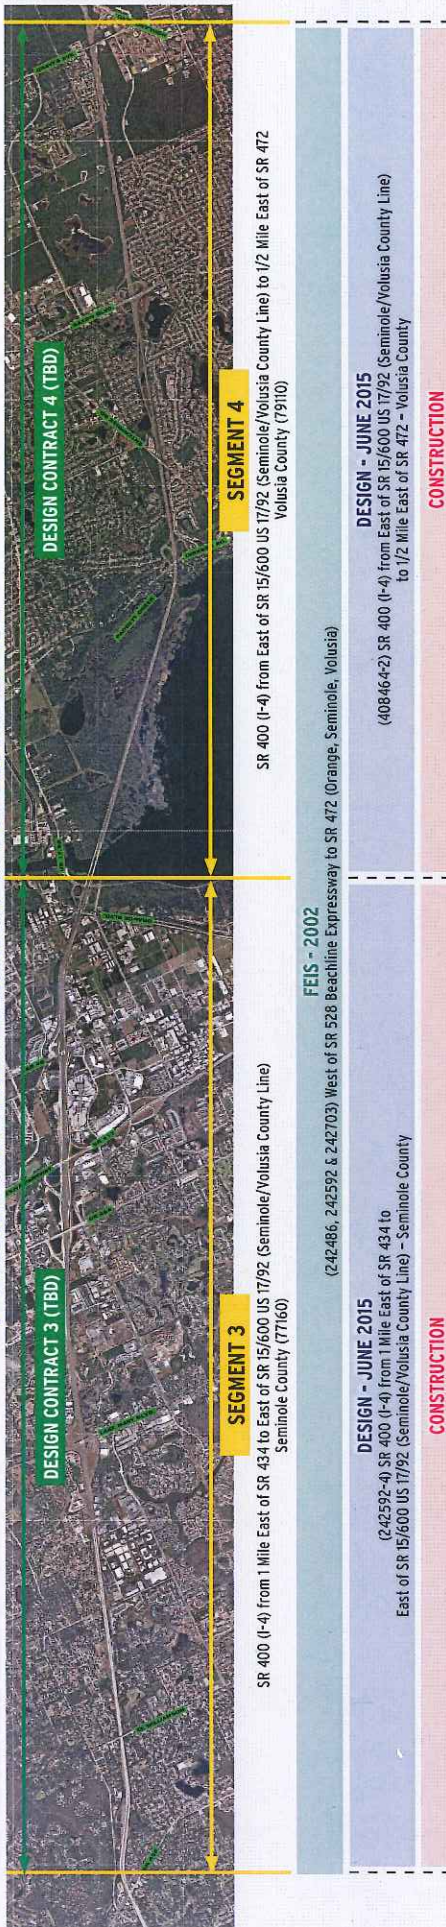 DESIGN CONTRACT 3 (TBD)
DESIGN CONTRACT 4 (TBD)
SEGMENT 3
SR 400 (I-4) from 1 Mile East of SR 434 to East of SR 15/600 US 17/92 (Seminole/Volusia County Line)
Seminole County (77160)
SEGMENT 4
SR 400 (I-4) from East of SR 15/600 US 17/92 (Seminole/Volusia County Line) to 1/2 Mile East of SR 472
Volusia County (79110)
FEIS - 2002
(242486, 242592 & 242703) West of SR 528 Beachline Expressway to SR 472 (Orange, Seminole, Volusia)
DESIGN - JUNE 2015
(242592-4) SR 400 (I-4) from 1 Mile East of SR 434 to
East of SR 15/600 US 17/92 (Seminole/Volusia County Line) - Seminole County
DESIGN - JUNE 2015
(408464-2) SR 400 (I-4) from East of SR 15/600 US 17/92 (Seminole/Volusia County Line)
to 1/2 Mile East of SR 472 - Volusia County
CONSTRUCTION
CONSTRUCTION